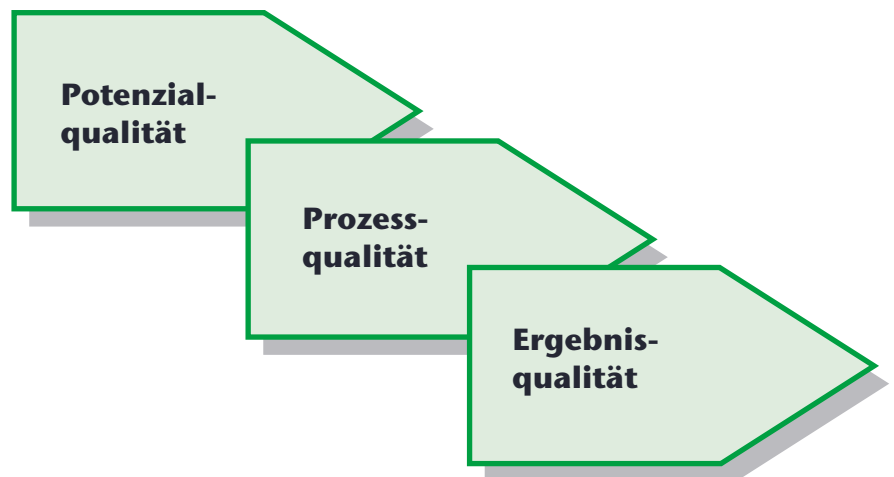 Potenzial-
qualität
Prozess-
qualität
Ergebnis-
qualität